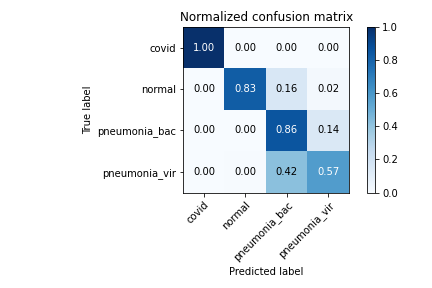 Normalized confusion matrix
True label
covid 1.00 0.00 0.00 0.00
normal 0.00 0.83 0.16 0.02
pneumonia_bac 0.00 0.00 0.86 0.14
pneumonia_vir 0.00 0.00 0.42 0.57
covid normal pneumonia_bac pneumonia_vir
Predicted label
1.0
0.8
0.6
0.4
0.2
0.0